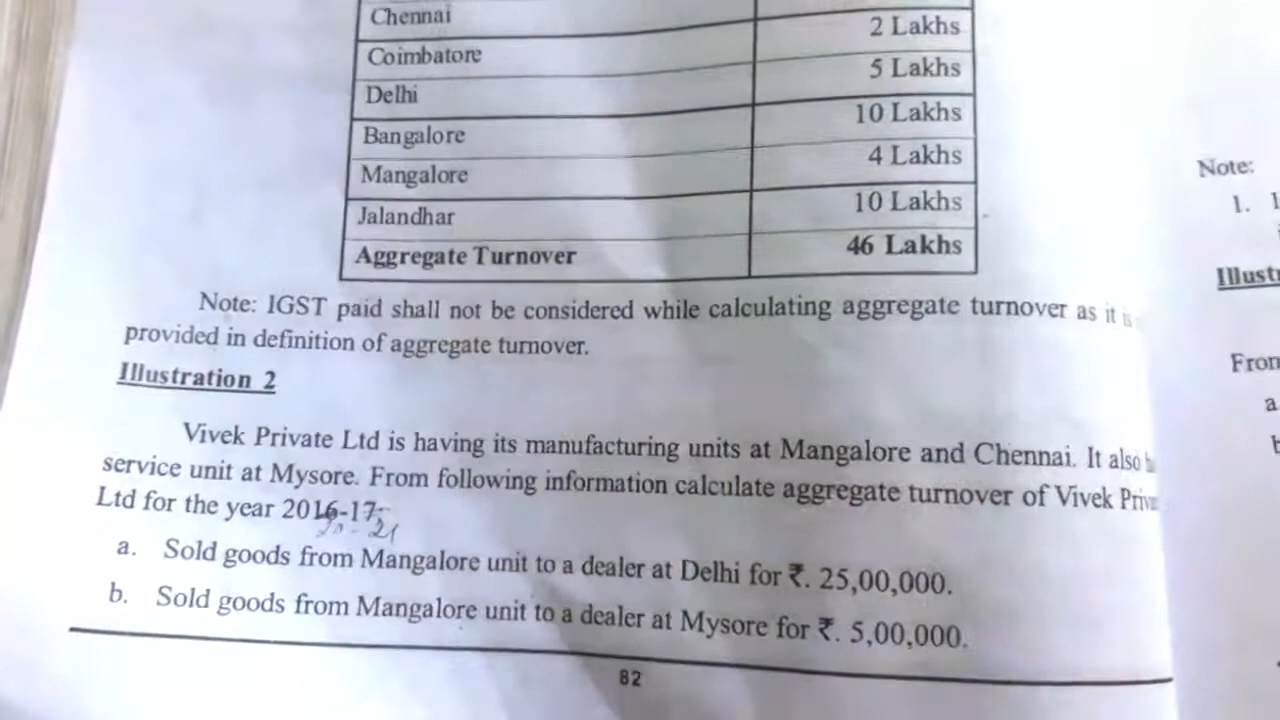 Chennai 2 Lakhs
Coimbatore 5 Lakhs
Delhi 10 Lakhs
Bangalore 4 Lakhs
Mangalore 10 Lakhs
Jalandhar
Aggregate Turnover 46 Lakhs
Note: IGST paid shall not be considered while calculating aggregate turnover as it is
provided in definition of aggregate turnover.
Illustration 2
Vivek Private Ltd is having its manufacturing units at Mangalore and Chennai. It also
service unit at Mysore. From following information calculate aggregate turnover of Vivek
Ltd for the year 2016-17
20-21
a. Sold goods from Mangalore unit to a dealer at Delhi for ₹. 25,00,000.
b. Sold goods from Mangalore unit to a dealer at Mysore for ₹. 5,00,000.
82
Note:
1.